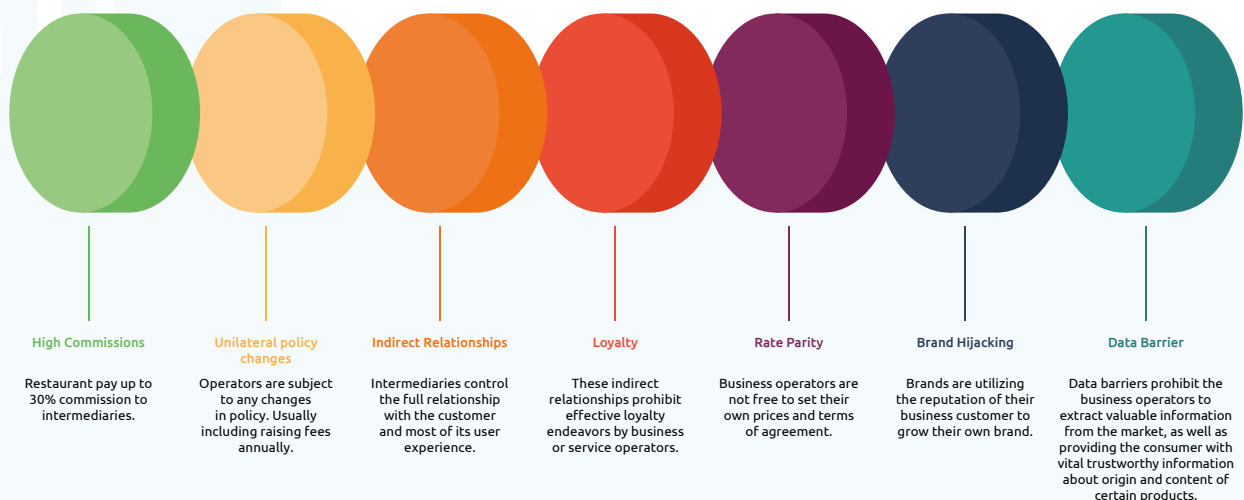 High Commissions
Restaurant pay up to
30% commission to
intermediaries.
Unilateral policy
changes
Operators are subject
to any changes
in policy. Usually
including raising fees
annually.
Indirect Relationships
Intermediaries control
the full relationship
with the customer
and most of its user
experience.
Loyalty
These indirect
relationships prohibit
effective loyalty
endeavors by business
or service operators.
Rate Parity
Business operators are
not free to set their
own prices and terms
of agreement.
Brand Hijacking
Brands are utilizing
the reputation of their
business customer to
grow their own brand.
Data Barrier
Data barriers prohibit the
business operators to
extract valuable information
from the market, as well as
providing the consumer with
vital trustworthy information
about origin and content of
certain products.